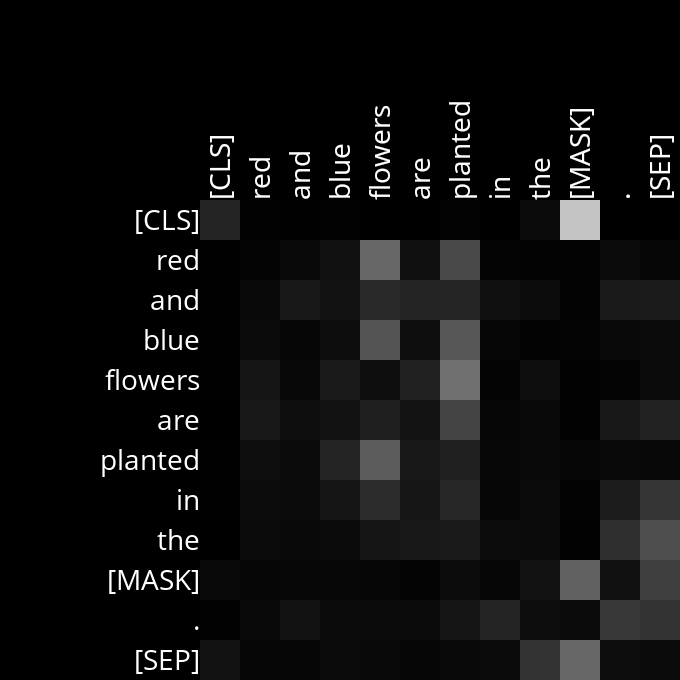 [CLS] red and blue flowers are planted in the [MASK] . [SEP]
[CLS]
red
and
blue
flowers
are
planted
in
the
[MASK]
.
[SEP]